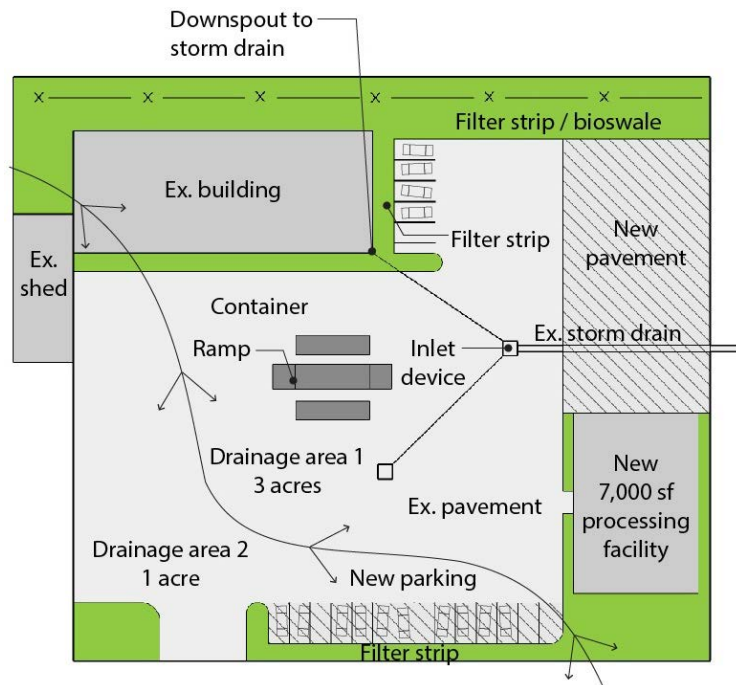 Downspout to
storm drain
Filter strip / bioswale
Ex. building
Filter strip
New
pavement
Ex.
shed
Container
Ramp
Inlet
device
Ex. storm drain
Drainage area 1
3 acres
Ex. pavement
New
7,000 sf
processing
facility
Drainage area 2
1 acre
New parking
Filter strip